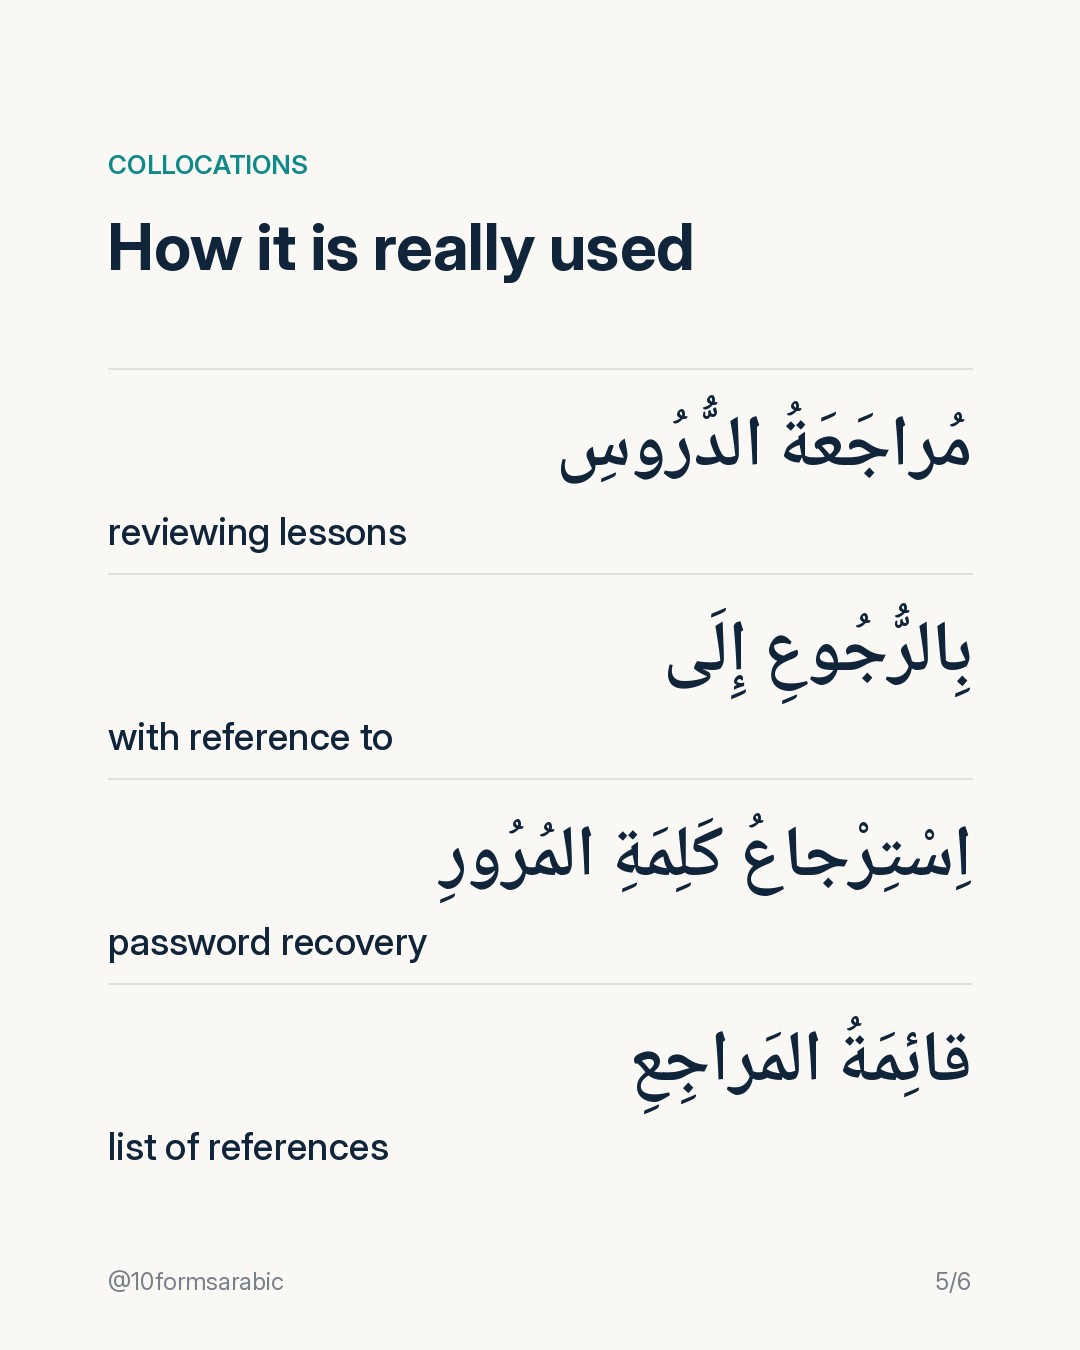 COLLOCATIONS
How it is really used
مُراجَعَةُ الدُّرُوسِ
reviewing lessons
بِالرُّجُوعِ إِلَى
with reference to
اِسْتِرْجاعُ كَلِمَةِ المُرُورِ
password recovery
قائِمَةُ المَراجِعِ
list of references
@10formsarabic
5/6